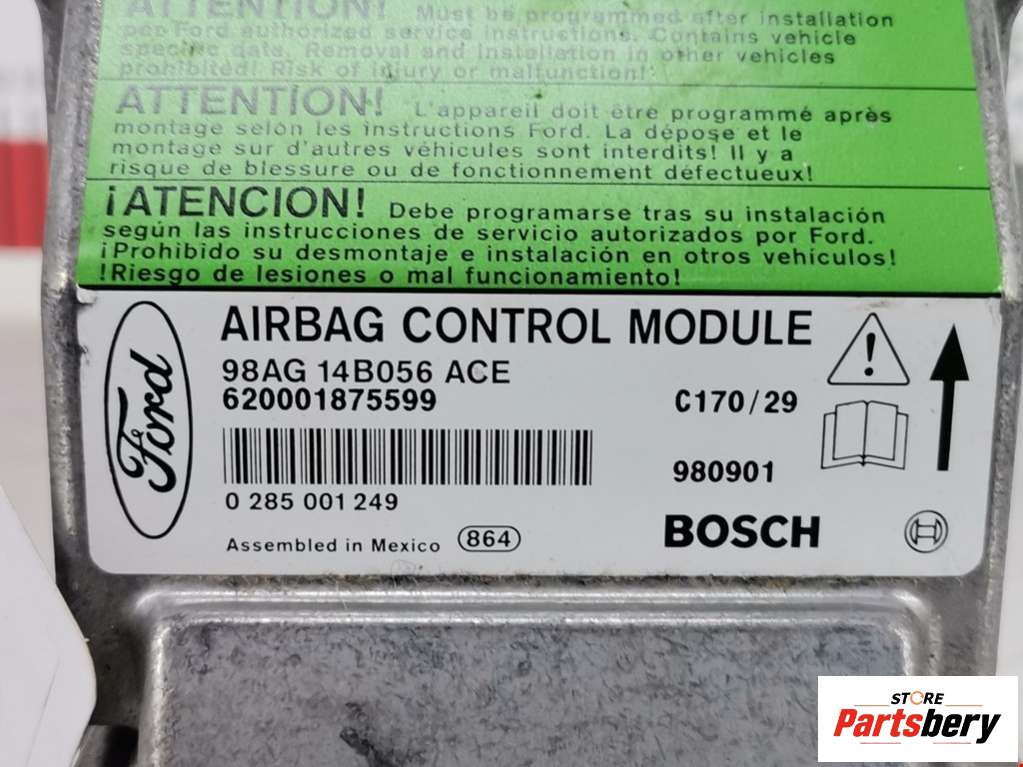 ATTENTION! Must be programmed after installation
per Ford authorized service instructions. Contains vehicle
specific data. Removal and installation in other vehicles
prohibited! Risk of injury or malfunction!
ATTENTION! L'appareil doit être programmé après
montage selón les instructions Ford. La dépose et le
montage sur d'autres véhicules sont interdits! Il y a
risque de blessure ou de fonctionnement défectueux!
¡ATENCION! Debe programarse tras su instalación
según las instrucciones de servicio autorizados por Ford.
¡Prohibido su desmontaje e instalación en otros vehículos!
!Riesgo de lesiones o mal funcionamiento!
Ford
AIRBAG CONTROL MODULE
98AG 14B056 ACE
620001875599
C170/29
980901
0 285 001 249
Assembled in Mexico 864
BOSCH
STORE
Partsbery